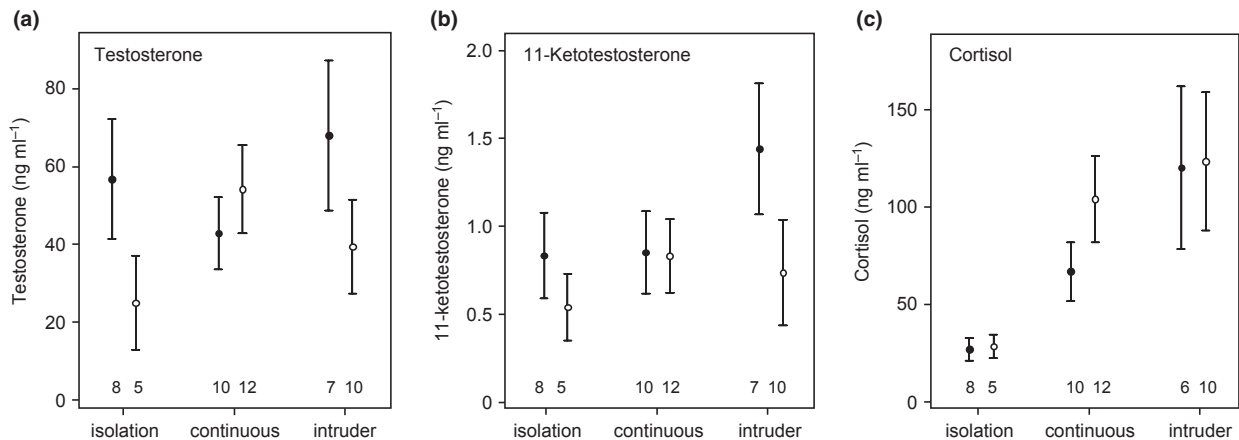 (a)
Testosterone
Testosterone (ng ml⁻¹)
80
60
40
20
0
8 5 10 12 7 10
isolation continuous intruder
(b)
11-Ketotestosterone
11-ketotestosterone (ng ml⁻¹)
2.0
1.5
1.0
0.5
0
8 5 10 12 7 10
isolation continuous intruder
(c)
Cortisol
Cortisol (ng ml⁻¹)
150
100
50
0
8 5 10 12 6 10
isolation continuous intruder